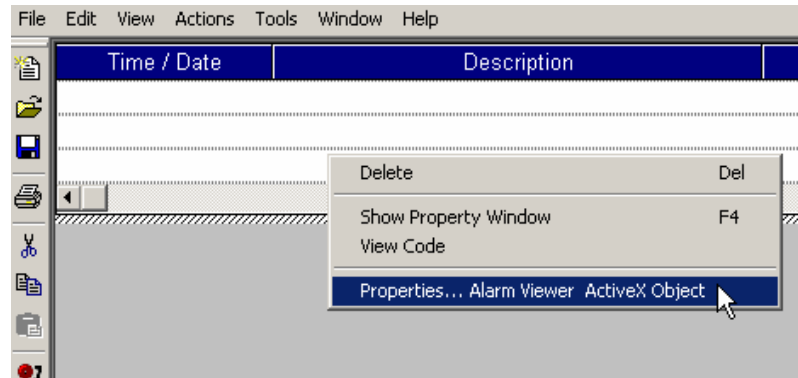 File Edit View Actions Tools Window Help
Time / Date Description
Delete Del
Show Property Window F4
View Code
Properties... Alarm Viewer ActiveX Object